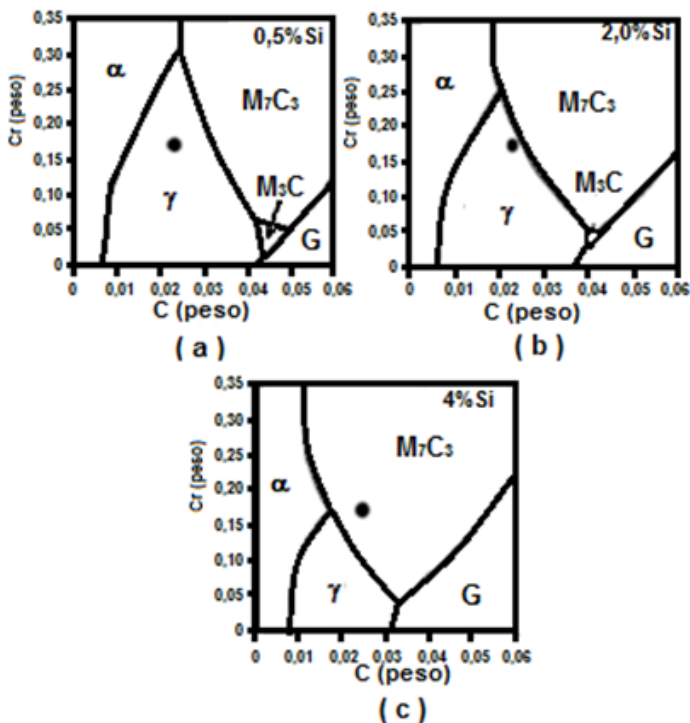 0,5%Si
0,35
0,30
0,25
0,20
0,15
0,10
0,05
0
Cr (peso)
α
M7C3
γ
M3C
G
0
0,01
0,02
0,03
0,04
0,05
0,06
C (peso)
( a )
2,0%Si
0,35
0,30
0,25
0,20
0,15
0,10
0,05
0
Cr (peso)
α
M7C3
γ
M3C
G
0
0,01
0,02
0,03
0,04
0,05
0,06
C (peso)
( b )
4%Si
0,35
0,30
0,25
0,20
0,15
0,10
0,05
0
Cr (peso)
α
M7C3
γ
G
0
0,01
0,02
0,03
0,04
0,05
0,06
C (peso)
( c )